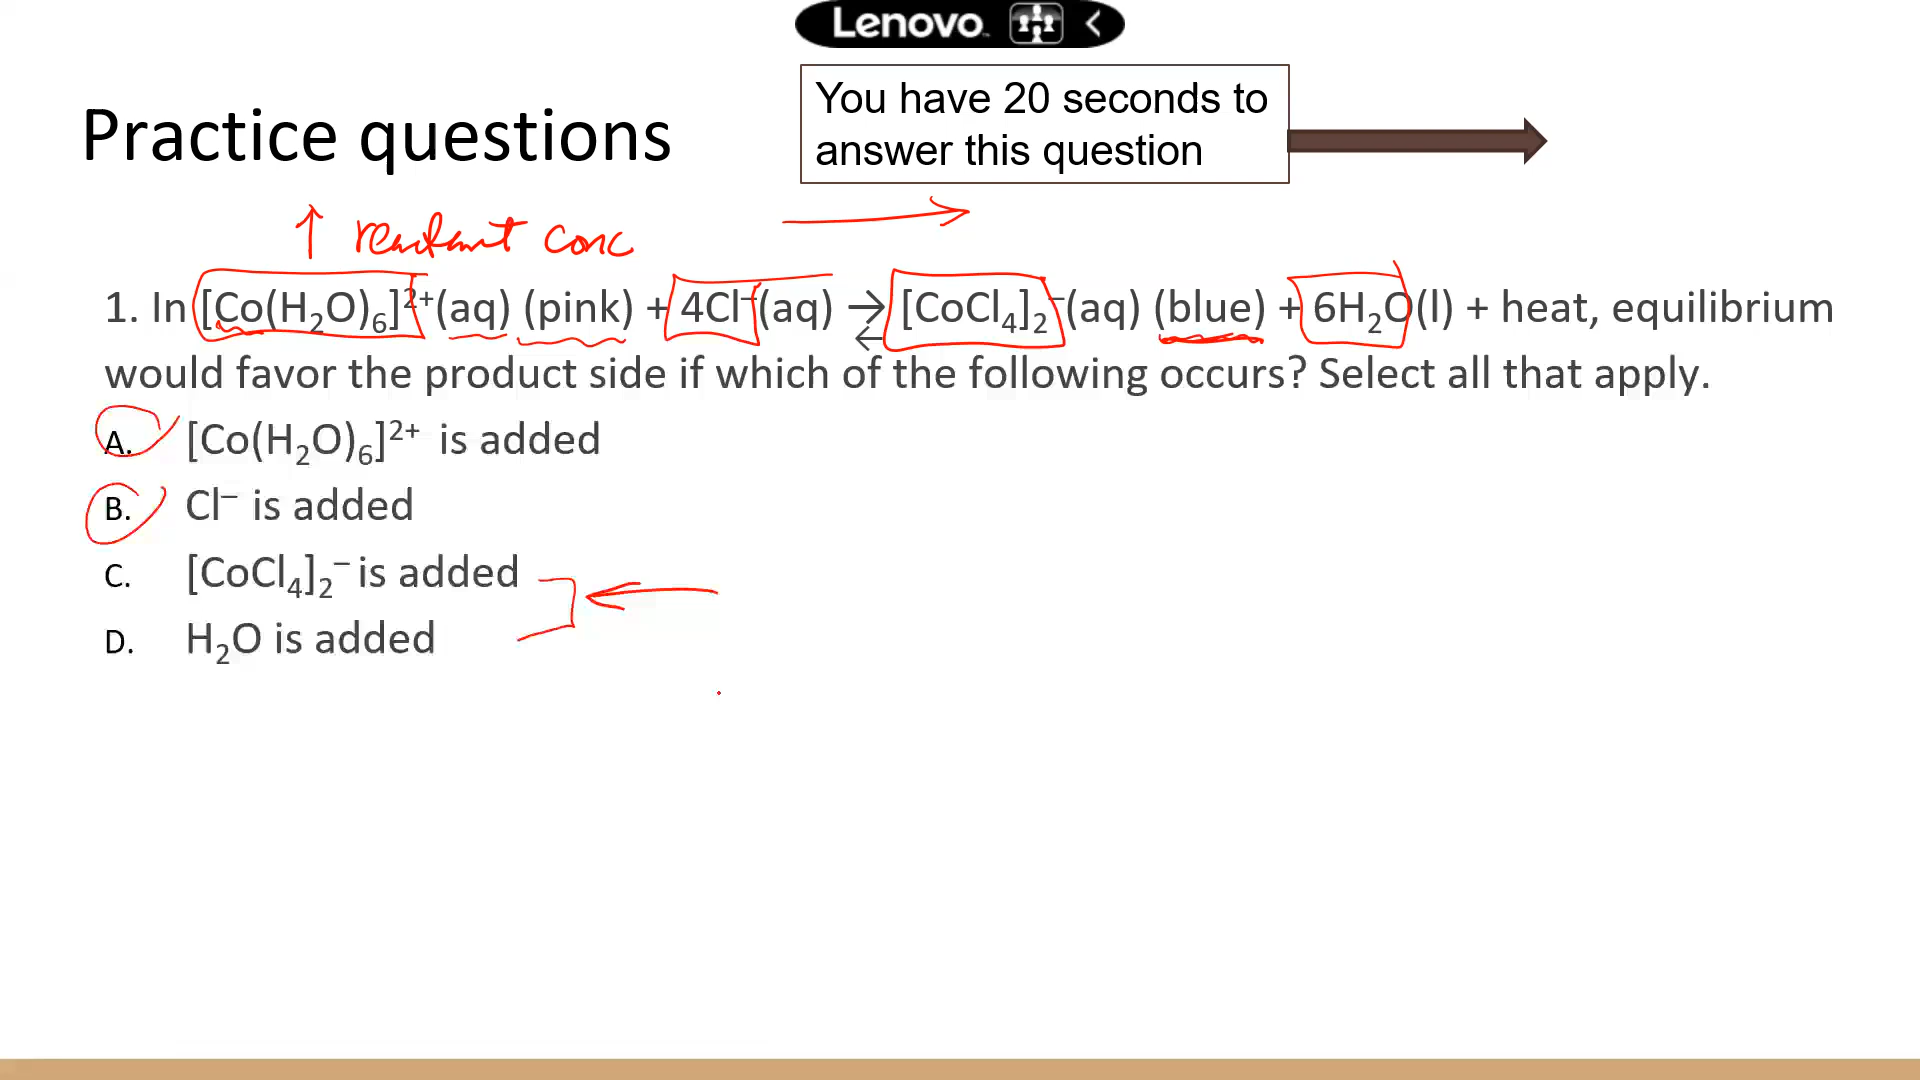 Lenovo
You have 20 seconds to
answer this question
Practice questions
↑ reactant conc
1. In [Co(H₂O)₆]²⁺(aq) (pink) + 4Cl⁻(aq) → ← [CoCl₄]₂⁻(aq) (blue) + 6H₂O(l) + heat, equilibrium
would favor the product side if which of the following occurs? Select all that apply.
A. [Co(H₂O)₆]²⁺ is added
B. Cl⁻ is added
C. [CoCl₄]₂⁻ is added
D. H₂O is added